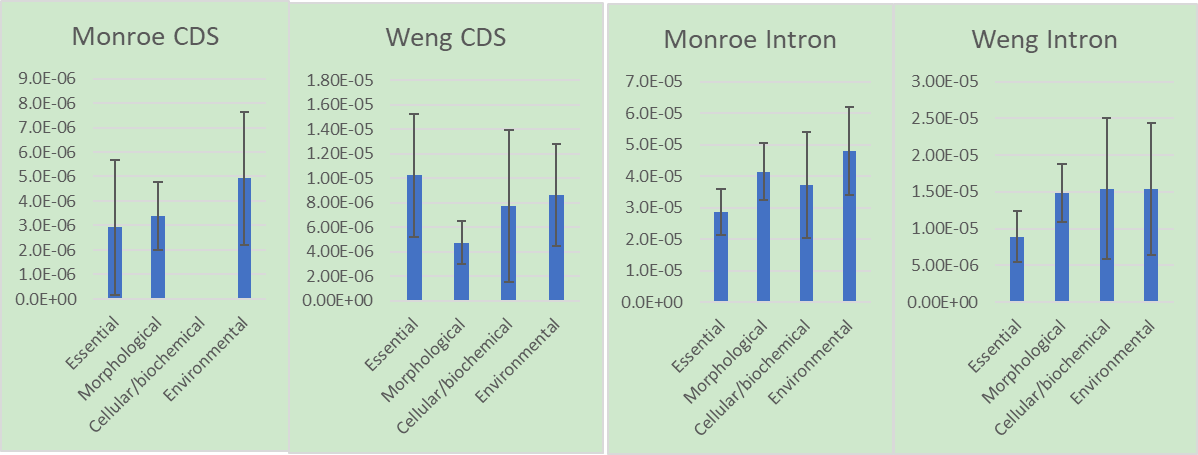 Monroe CDS
9.0E-06
8.0E-06
7.0E-06
6.0E-06
5.0E-06
4.0E-06
3.0E-06
2.0E-06
1.0E-06
0.0E+00
Essential
Morphological
Cellular/biochemical
Environmental
Weng CDS
1.80E-05
1.60E-05
1.40E-05
1.20E-05
1.00E-05
8.00E-06
6.00E-06
4.00E-06
2.00E-06
0.00E+00
Essential
Morphological
Cellular/biochemical
Environmental
Monroe Intron
7.0E-05
6.0E-05
5.0E-05
4.0E-05
3.0E-05
2.0E-05
1.0E-05
0.0E+00
Essential
Morphological
Cellular/biochemical
Environmental
Weng Intron
3.00E-05
2.50E-05
2.00E-05
1.50E-05
1.00E-05
5.00E-06
0.00E+00
Essential
Morphological
Cellular/biochemical
Environmental